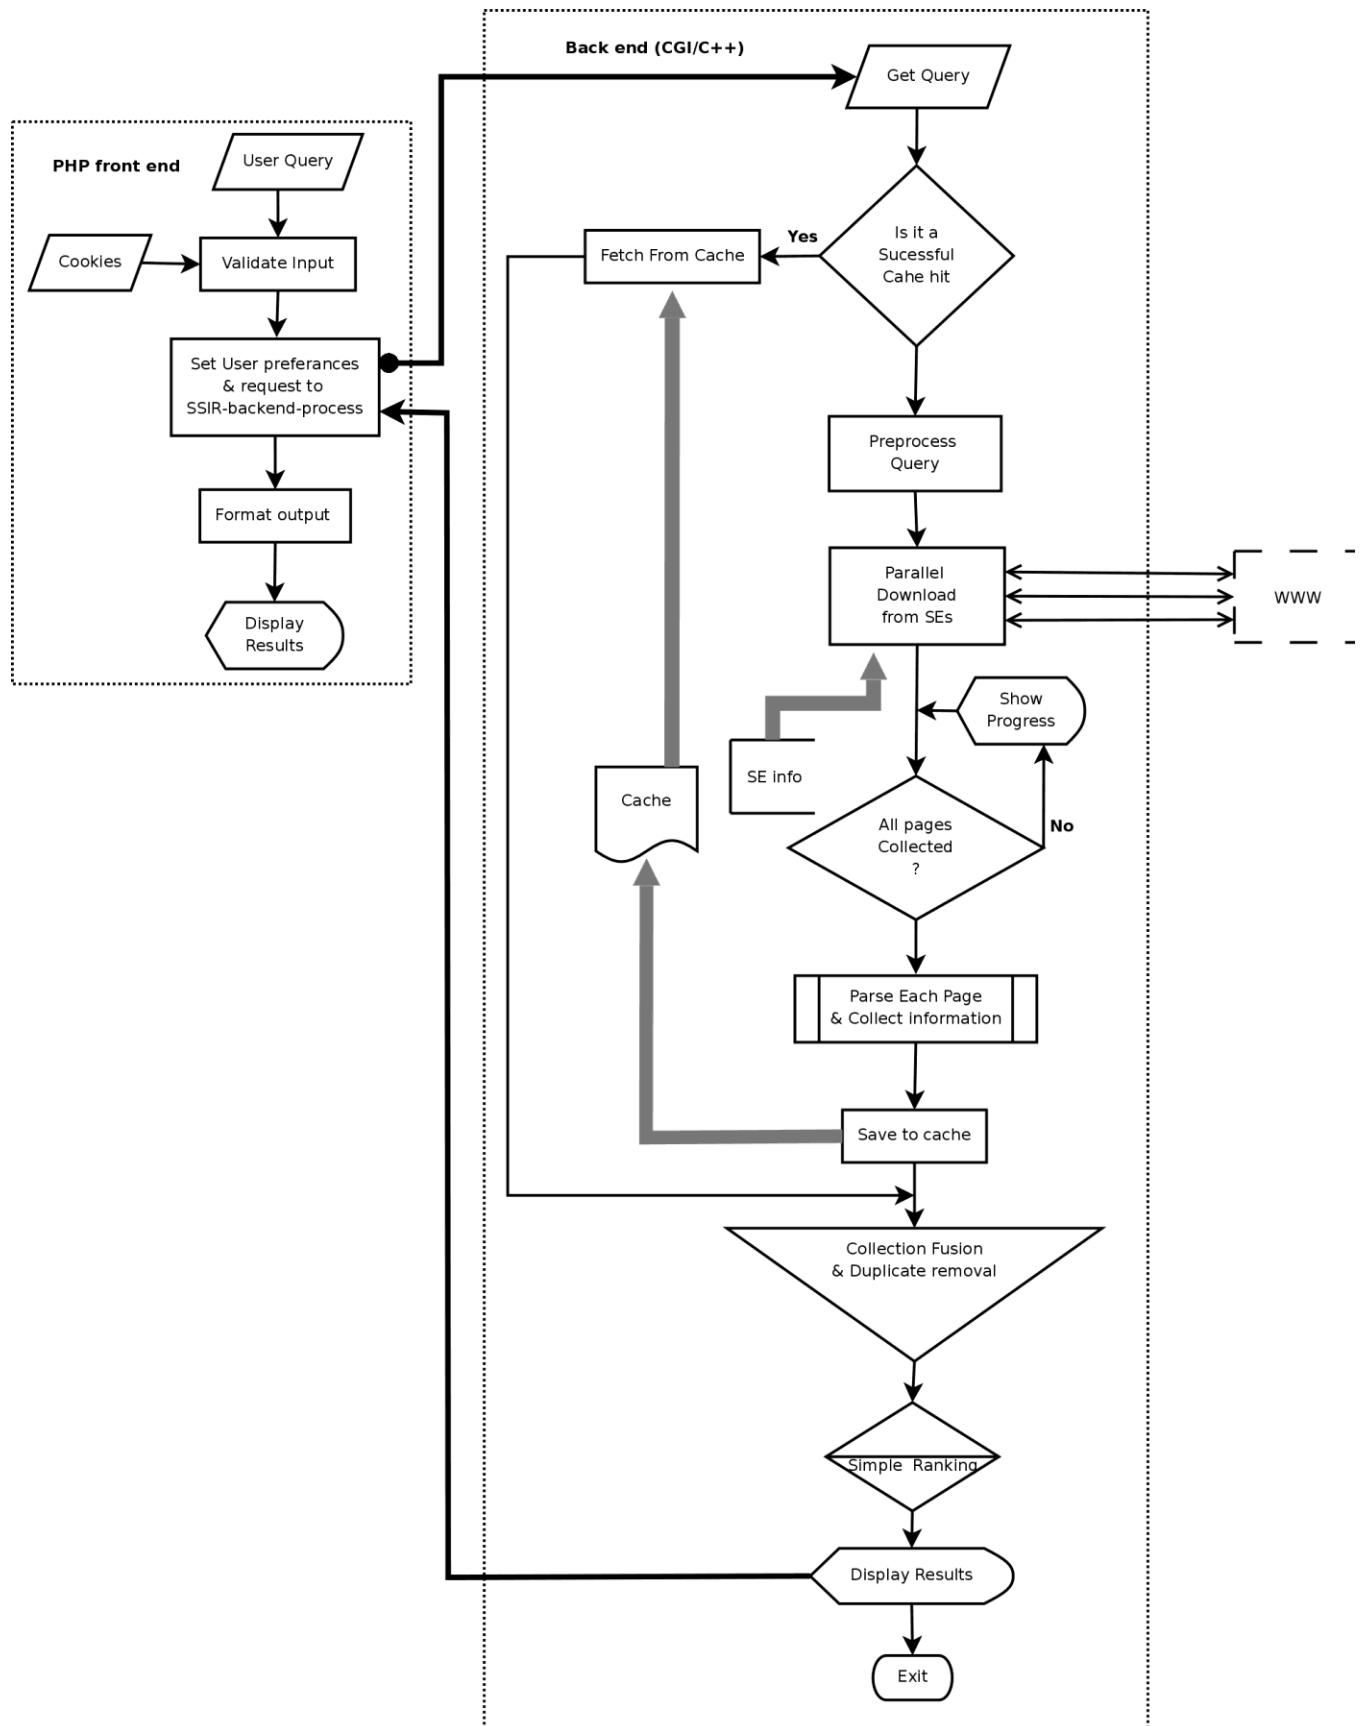 Back end (CGI/C++)
Get Query
PHP front end
User Query
Cookies
Validate Input
Set User preferances
& request to
SSIR-backend-process
Format output
Display
Results
Yes
Fetch From Cache
Is it a
Sucessful
Cahe hit
Preprocess
Query
Parallel
Download
from SEs
WWW
Show
Progress
SE info
Cache
All pages
Collected
?
No
Parse Each Page
& Collect information
Save to cache
Collection Fusion
& Duplicate removal
Simple Ranking
Display Results
Exit